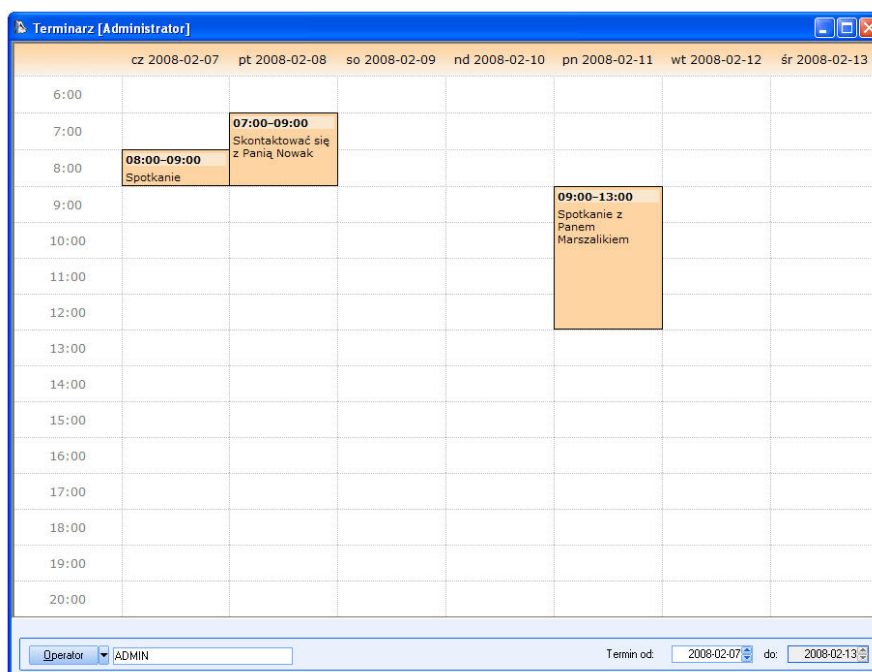 Terminarz [Administrator]
cz 2008-02-07 pt 2008-02-08 so 2008-02-09 nd 2008-02-10 pn 2008-02-11 wt 2008-02-12 śr 2008-02-13
6:00
7:00
07:00–09:00
Skontaktować się
z Panią Nowak
8:00
08:00–09:00
Spotkanie
9:00
09:00–13:00
Spotkanie z
Panem
Marszalikiem
10:00
11:00
12:00
13:00
14:00
15:00
16:00
17:00
18:00
19:00
20:00
Operator ADMIN Termin od: 2008-02-07 do: 2008-02-13